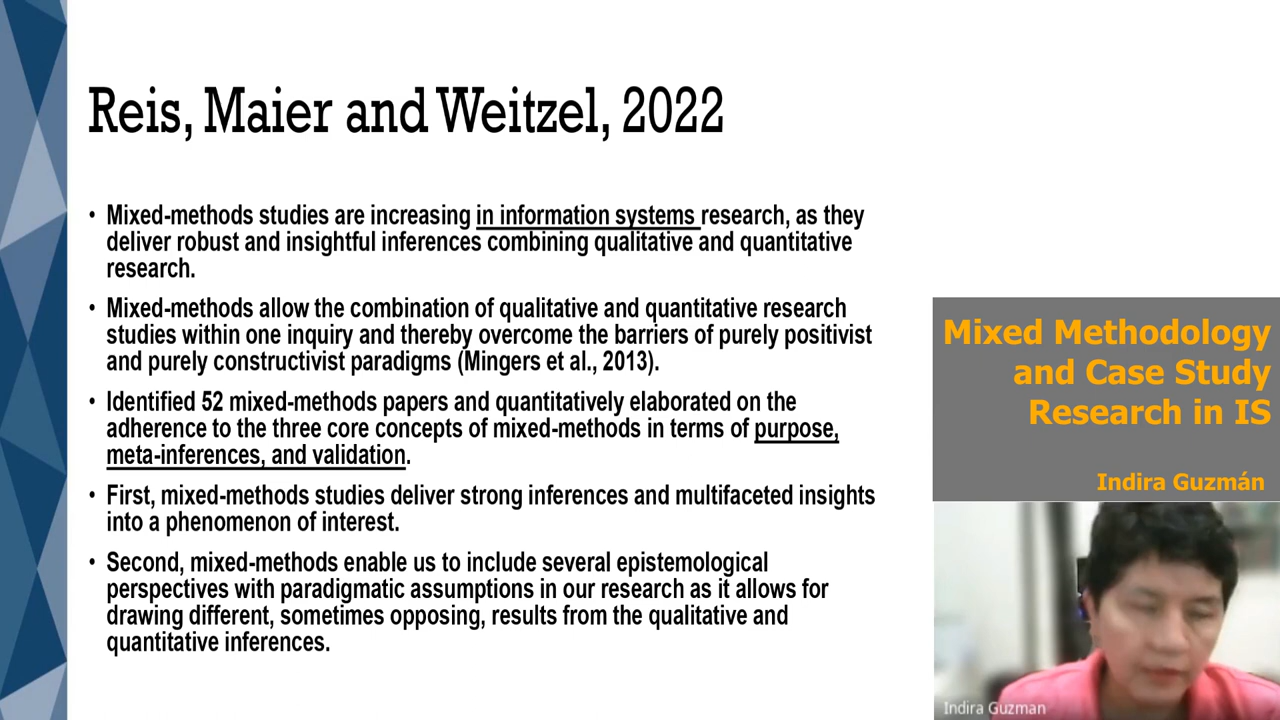 Reis, Maier and Weitzel, 2022
• Mixed-methods studies are increasing in information systems research, as they
deliver robust and insightful inferences combining qualitative and quantitative
research.
• Mixed-methods allow the combination of qualitative and quantitative research
studies within one inquiry and thereby overcome the barriers of purely positivist
and purely constructivist paradigms (Mingers et al., 2013).
• Identified 52 mixed-methods papers and quantitatively elaborated on the
adherence to the three core concepts of mixed-methods in terms of purpose,
meta-inferences, and validation.
• First, mixed-methods studies deliver strong inferences and multifaceted insights
into a phenomenon of interest.
• Second, mixed-methods enable us to include several epistemological
perspectives with paradigmatic assumptions in our research as it allows for
drawing different, sometimes opposing, results from the qualitative and
quantitative inferences.
Mixed Methodology
and Case Study
Research in IS
Indira Guzmán
Indira Guzman